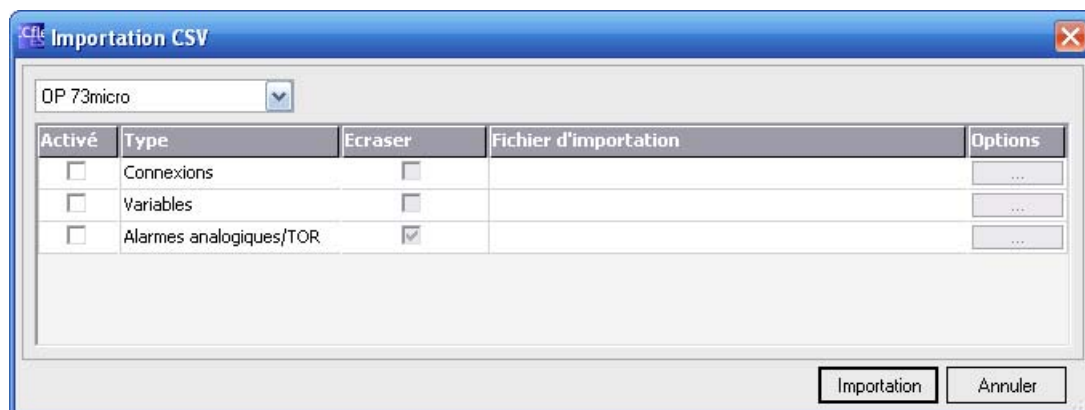 Importation CSV
OP 73micro
Activé Type Ecraser Fichier d'importation Options
Connexions ...
Variables ...
Alarmes analogiques/TOR ...
Importation Annuler